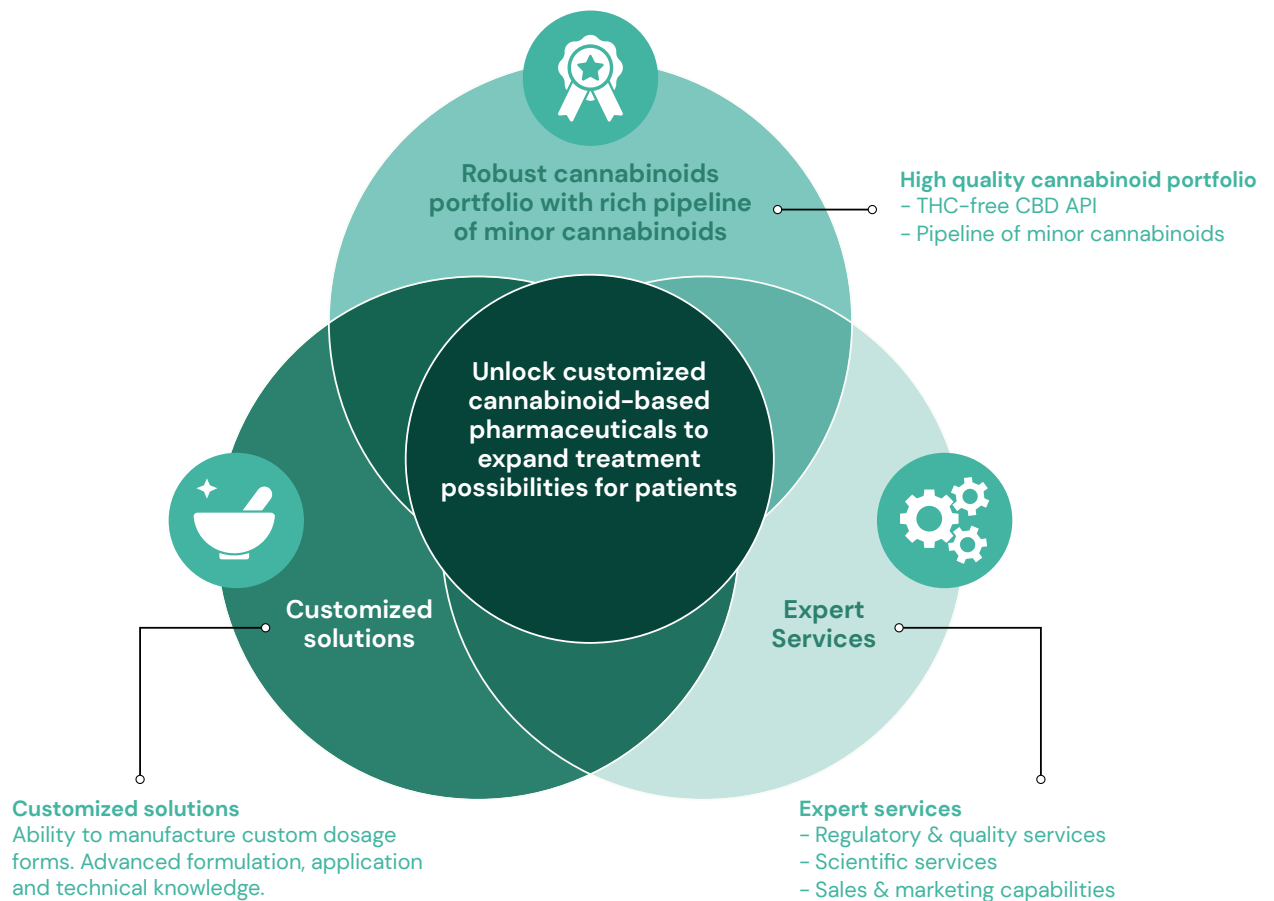 Robust cannabinoids
portfolio with rich pipeline
of minor cannabinoids
High quality cannabinoid portfolio
- THC-free CBD API
- Pipeline of minor cannabinoids
Unlock customized
cannabinoid-based
pharmaceuticals to
expand treatment
possibilities for patients
Customized
solutions
Expert
Services
Customized solutions
Ability to manufacture custom dosage
forms. Advanced formulation, application
and technical knowledge.
Expert services
- Regulatory & quality services
- Scientific services
- Sales & marketing capabilities